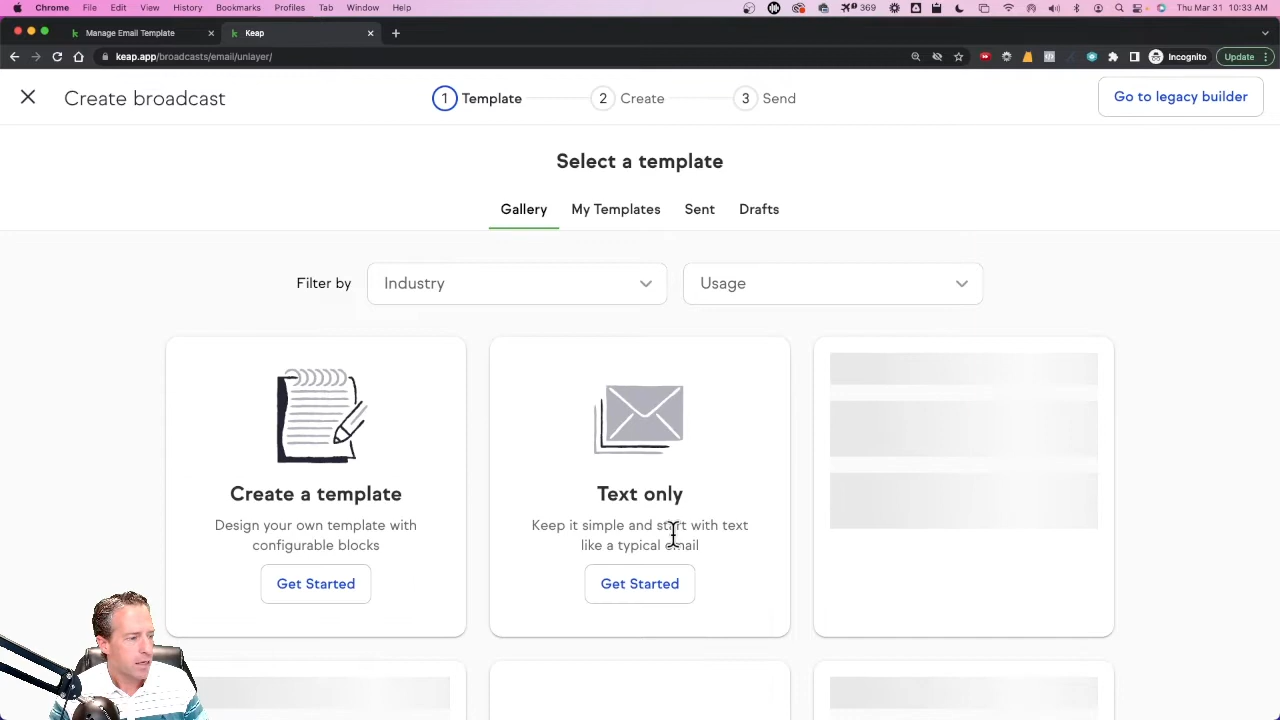 Chrome File Edit View History Bookmarks Profiles Tab Window Help 369 Thu Mar 31 10:33 AM
Manage Email Template Keap
keap.app/broadcasts/email/unlayer/ Incognito Update
Create broadcast 1 Template 2 Create 3 Send Go to legacy builder
Select a template
Gallery My Templates Sent Drafts
Filter by Industry Usage
Create a template
Design your own template with
configurable blocks
Get Started
Text only
Keep it simple and start with text
like a typical email
Get Started